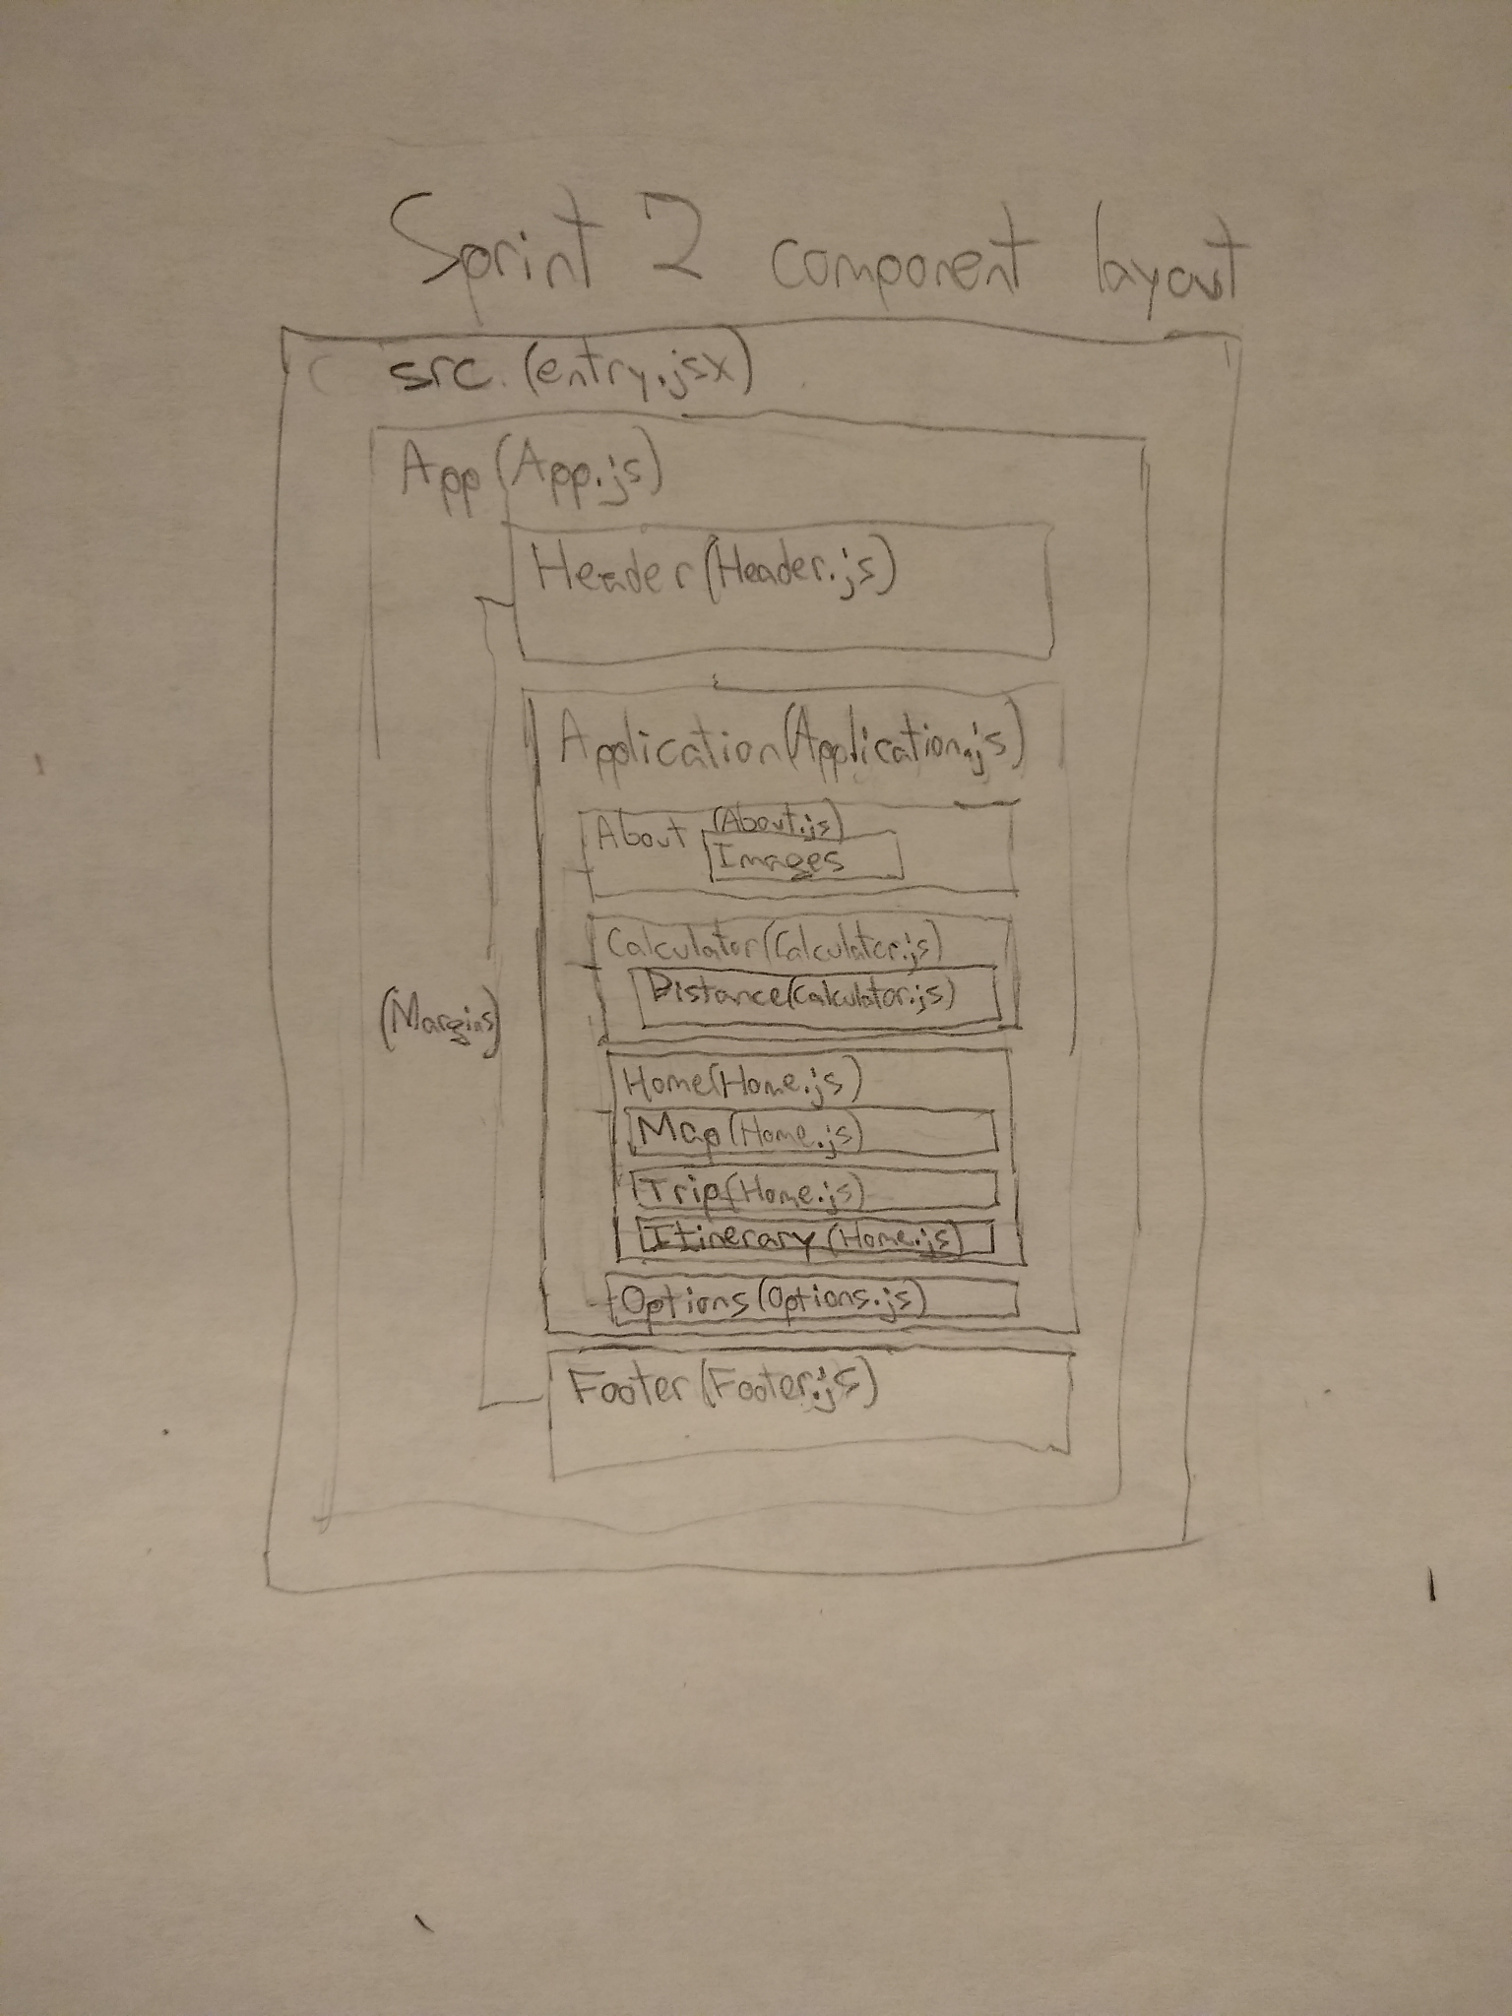 Sprint 2 component layout
src (entry.jsx)
App (App.js)
Header (Header.js)
Application (Application.js)
About (About.js)
Images
Calculator (Calculator.js)
Distance (Calculator.js)
(Margins)
Home (Home.js)
Map (Home.js)
Trip (Home.js)
Itinerary (Home.js)
Options (Options.js)
Footer (Footer.js)